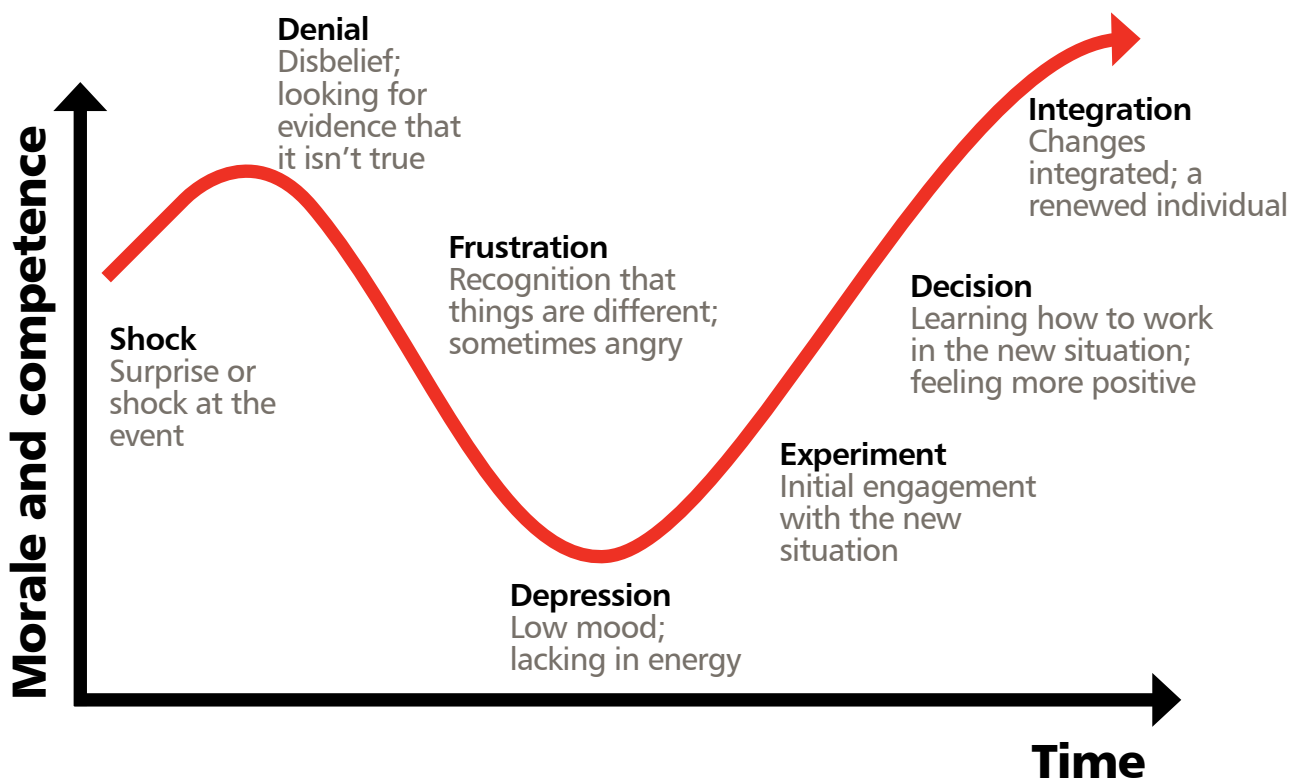 Morale and competence
Denial
Disbelief;
looking for
evidence that
it isn't true
Shock
Surprise or
shock at the
event
Frustration
Recognition that
things are different;
sometimes angry
Depression
Low mood;
lacking in energy
Experiment
Initial engagement
with the new
situation
Decision
Learning how to work
in the new situation;
feeling more positive
Integration
Changes
integrated; a
renewed individual
Time